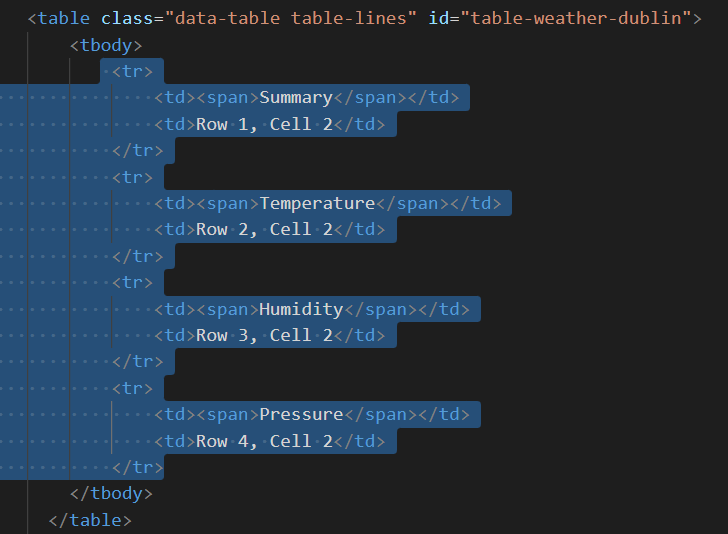 <table class="data-table table-lines" id="table-weather-dublin">
<tbody>
<tr>
<td><span>Summary</span></td>
<td>Row 1, Cell 2</td>
</tr>
<tr>
<td><span>Temperature</span></td>
<td>Row 2, Cell 2</td>
</tr>
<tr>
<td><span>Humidity</span></td>
<td>Row 3, Cell 2</td>
</tr>
<tr>
<td><span>Pressure</span></td>
<td>Row 4, Cell 2</td>
</tr>
</tbody>
</table>